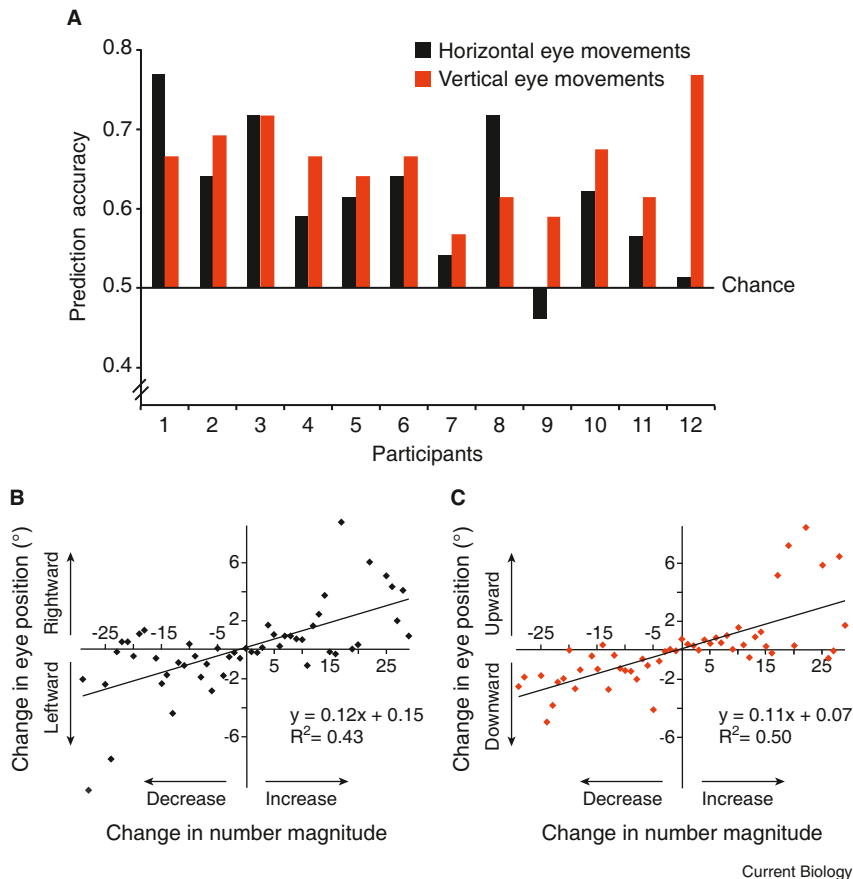 A
0.8
0.7
0.6
0.5
0.4
Prediction accuracy
Horizontal eye movements
Vertical eye movements
Chance
1 2 3 4 5 6 7 8 9 10 11 12
Participants
B
Change in eye position (°)
Rightward
Leftward
6
2
-2
-6
-25 -15 -5
5 15 25
y = 0.12x + 0.15
R²= 0.43
Decrease Increase
Change in number magnitude
C
Change in eye position (°)
Upward
Downward
6
2
-2
-6
-25 -15 -5
5 15 25
y = 0.11x + 0.07
R²= 0.50
Decrease Increase
Change in number magnitude
Current Biology